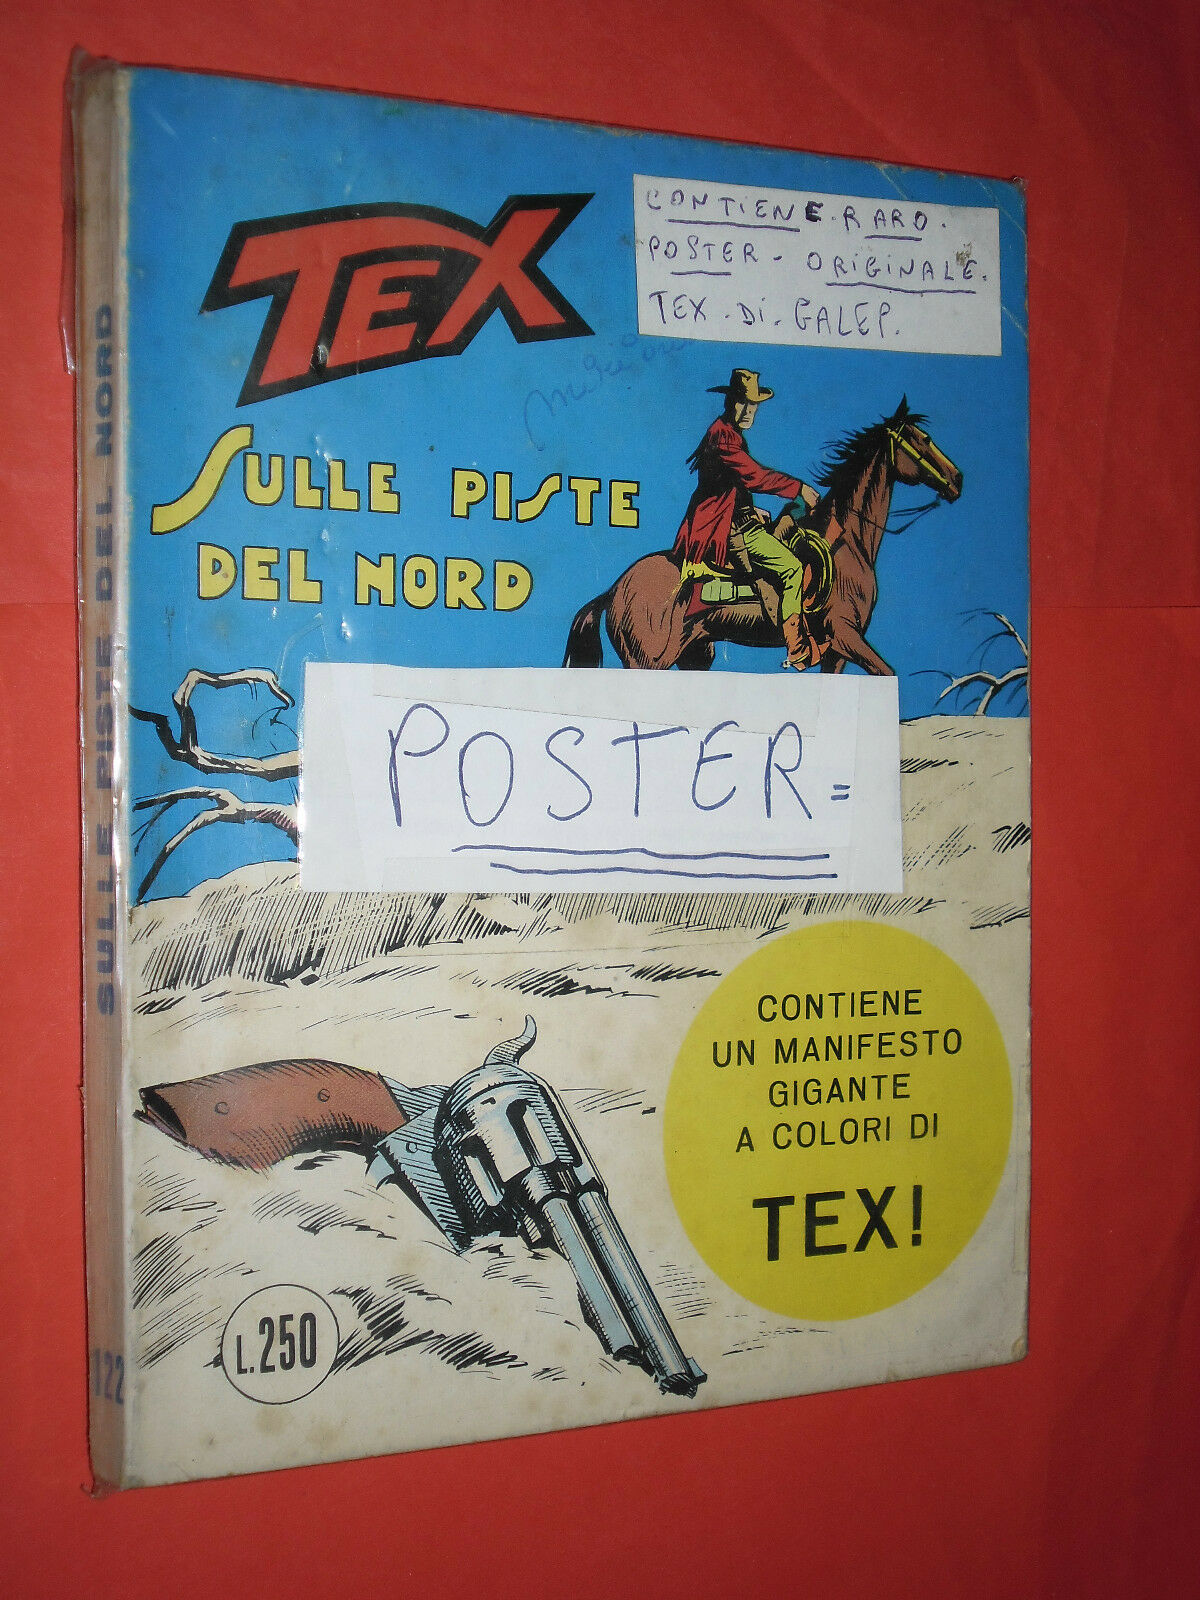 TEX
CONTIENE. RARO.
POSTER - ORIGINALE.
TEX. Di. GALEP.
SULLE PISTE
DEL NORD
POSTER =
CONTIENE
UN MANIFESTO
GIGANTE
A COLORI DI
TEX!
L. 250
SULLE PISTE DEL NORD
122